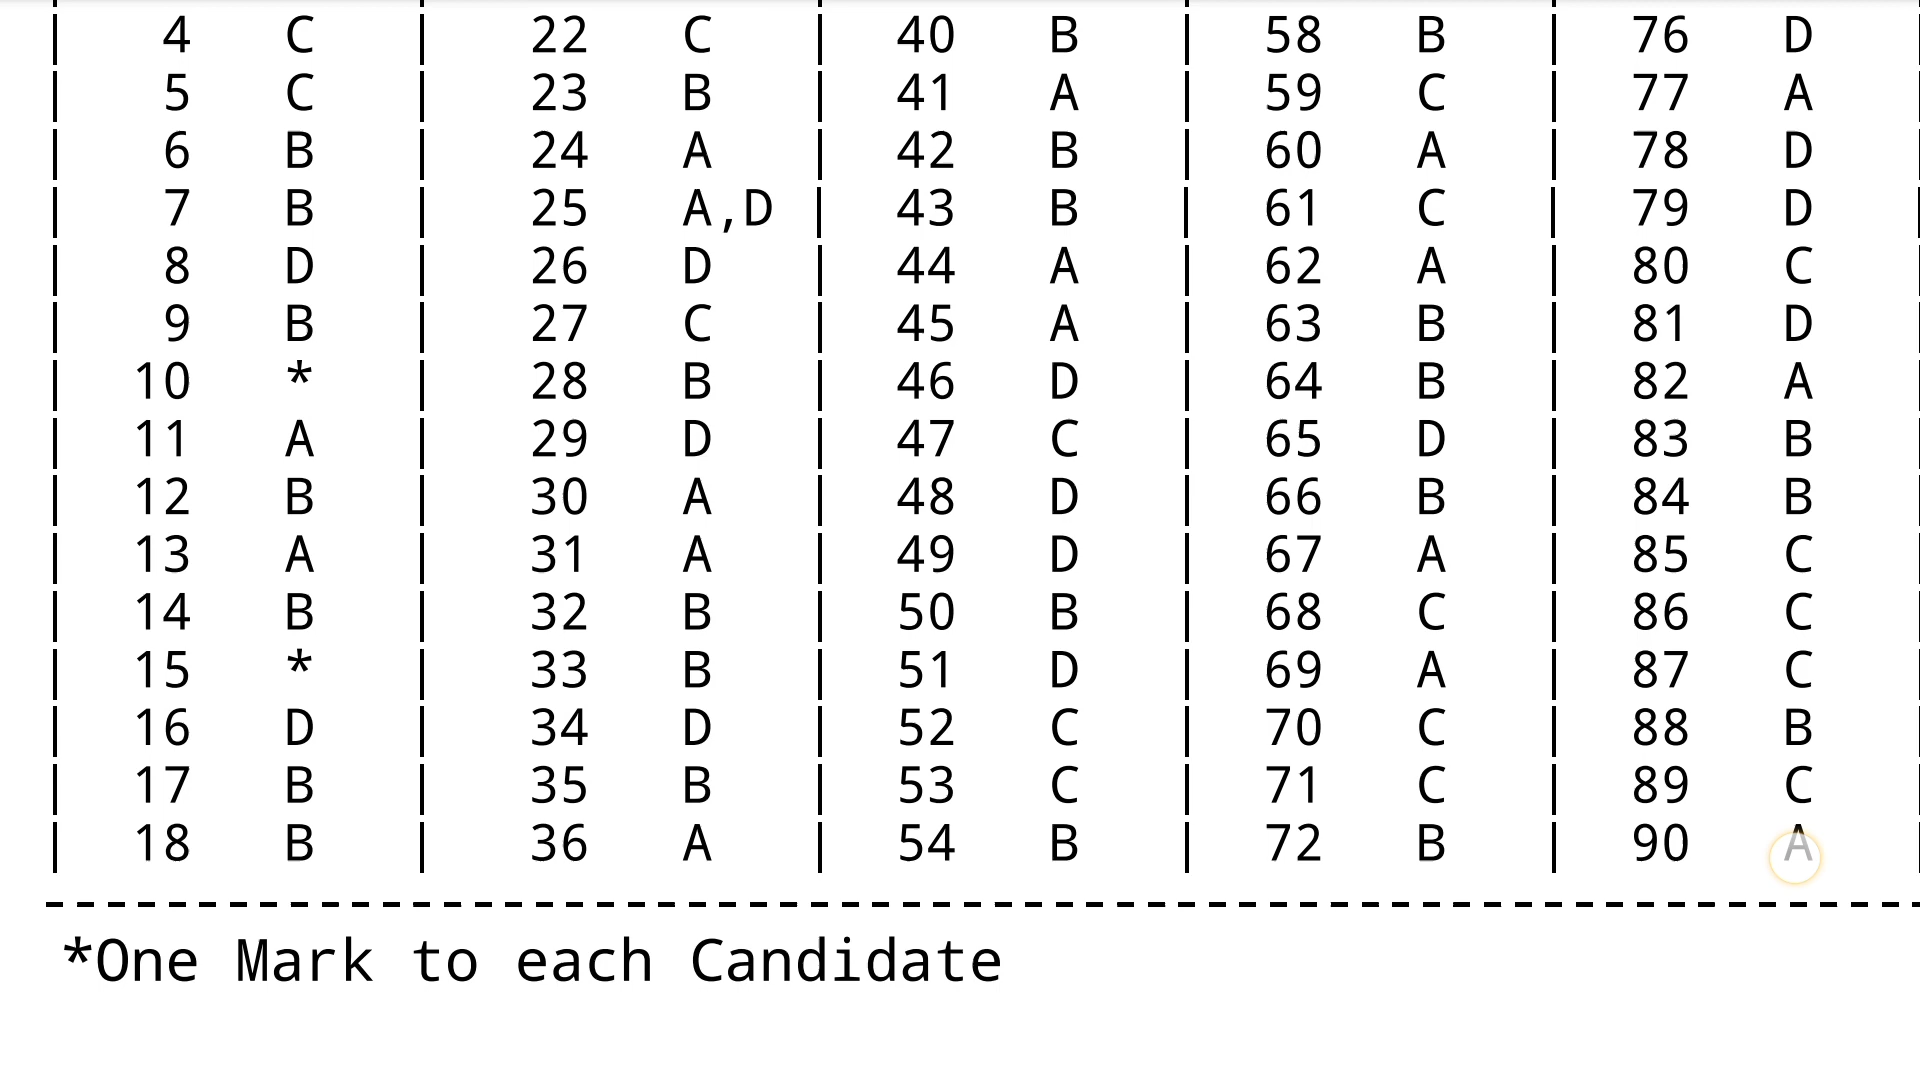 | 4 C | 22 C | 40 B | 58 B | 76 D |
| 5 C | 23 B | 41 A | 59 C | 77 A |
| 6 B | 24 A | 42 B | 60 A | 78 D |
| 7 B | 25 A,D | 43 B | 61 C | 79 D |
| 8 D | 26 D | 44 A | 62 A | 80 C |
| 9 B | 27 C | 45 A | 63 B | 81 D |
| 10 * | 28 B | 46 D | 64 B | 82 A |
| 11 A | 29 D | 47 C | 65 D | 83 B |
| 12 B | 30 A | 48 D | 66 B | 84 B |
| 13 A | 31 A | 49 D | 67 A | 85 C |
| 14 B | 32 B | 50 B | 68 C | 86 C |
| 15 * | 33 B | 51 D | 69 A | 87 C |
| 16 D | 34 D | 52 C | 70 C | 88 B |
| 17 B | 35 B | 53 C | 71 C | 89 C |
| 18 B | 36 A | 54 B | 72 B | 90 A |
*One Mark to each Candidate